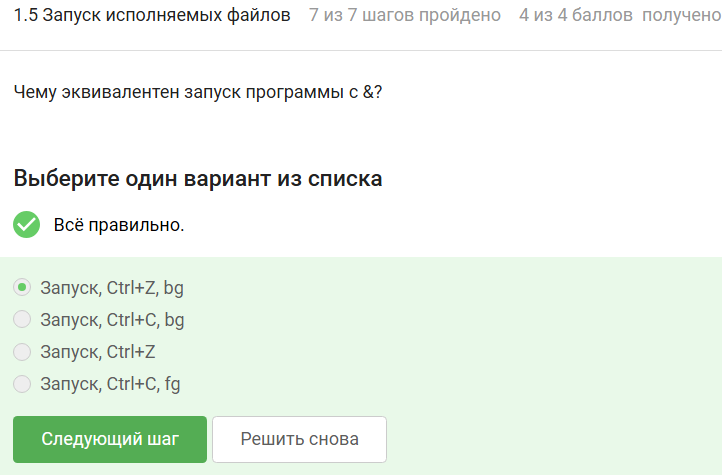 1.5 Запуск исполняемых файлов 7 из 7 шагов пройдено 4 из 4 баллов получено
Чему эквивалентен запуск программы с &?
Выберите один вариант из списка
Всё правильно.
Запуск, Ctrl+Z, bg
Запуск, Ctrl+C, bg
Запуск, Ctrl+Z
Запуск, Ctrl+C, fg
Следующий шаг Решить снова